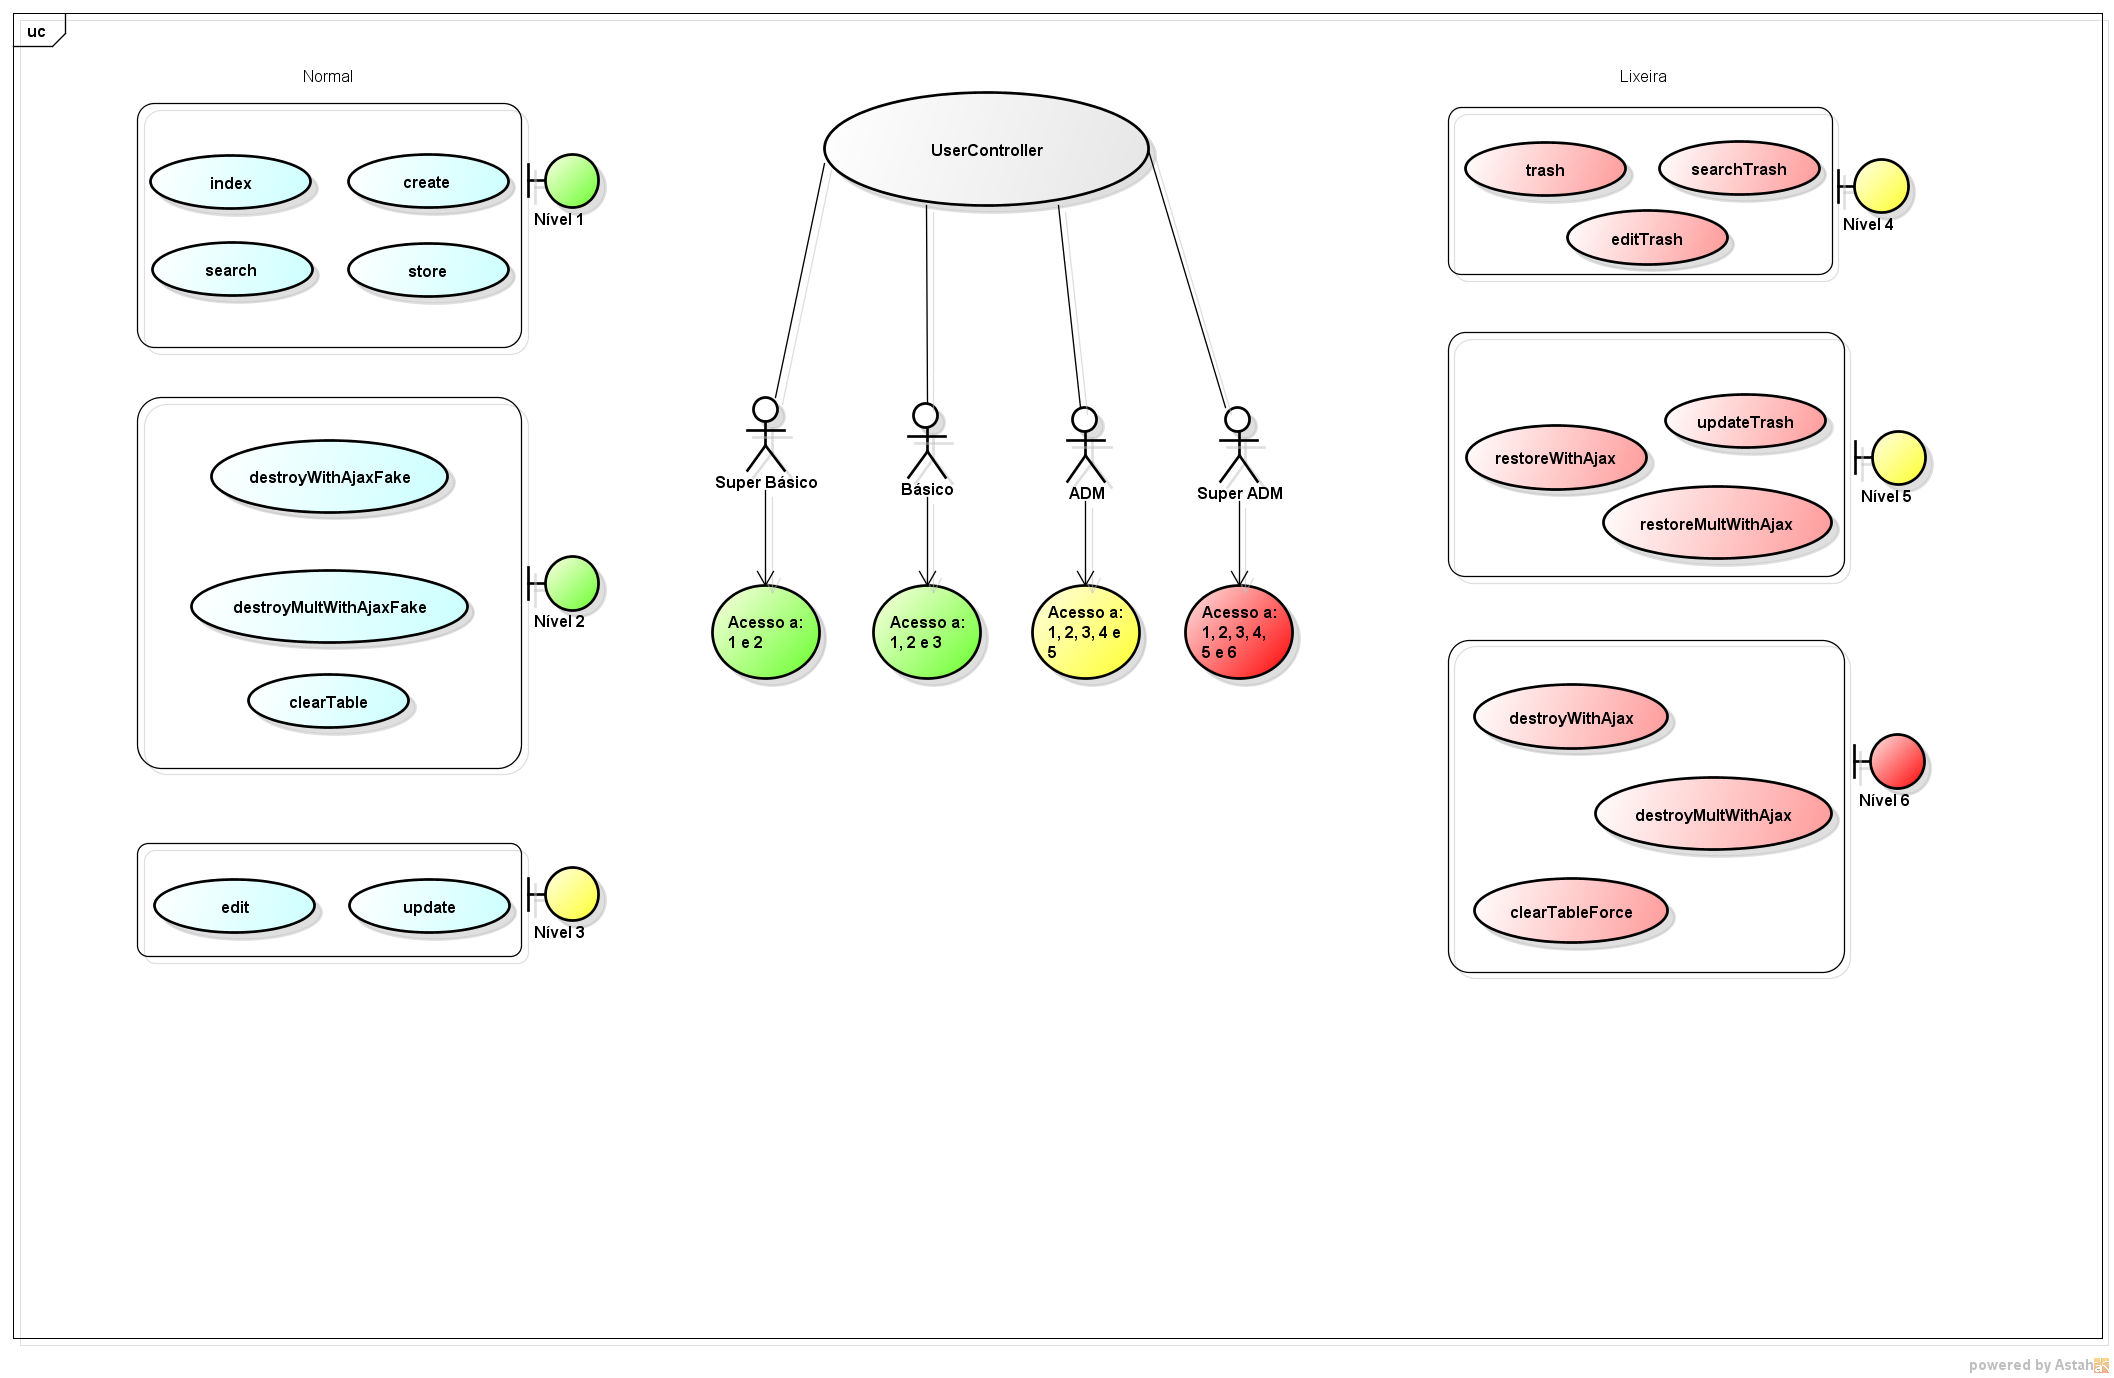 uc
Normal
index
create
search
store
Nível 1
destroyWithAjaxFake
destroyMultWithAjaxFake
clearTable
Nível 2
edit
update
Nível 3
UserController
Super Básico
Básico
ADM
Super ADM
Acesso a:
1 e 2
Acesso a:
1, 2 e 3
Acesso a:
1, 2, 3, 4 e
5
Acesso a:
1, 2, 3, 4,
5 e 6
Lixeira
trash
searchTrash
editTrash
Nível 4
updateTrash
restoreWithAjax
restoreMultWithAjax
Nível 5
destroyWithAjax
destroyMultWithAjax
clearTableForce
Nível 6
powered by Astah